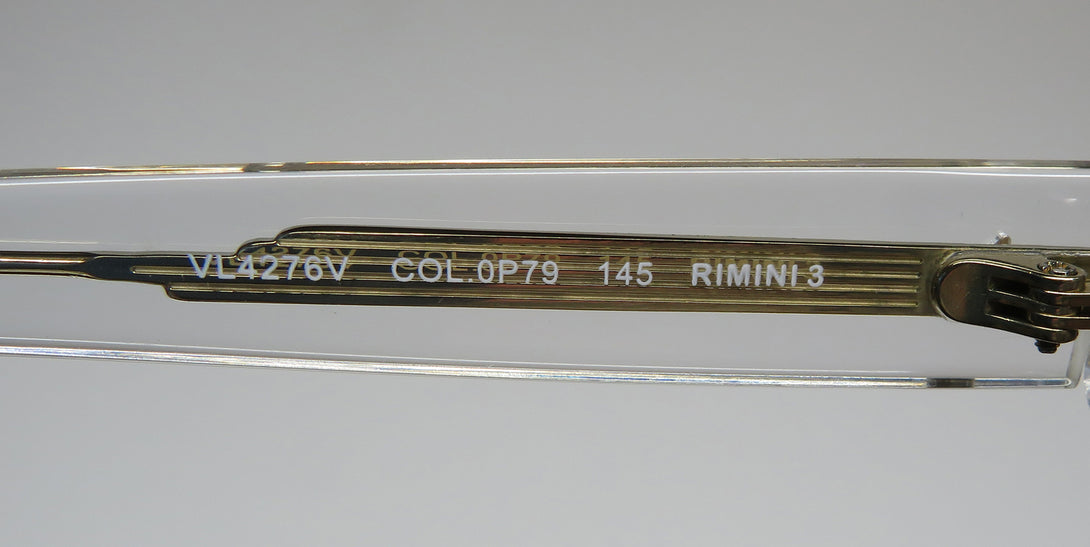 VL4276V COL.0P79 145 RIMINI 3